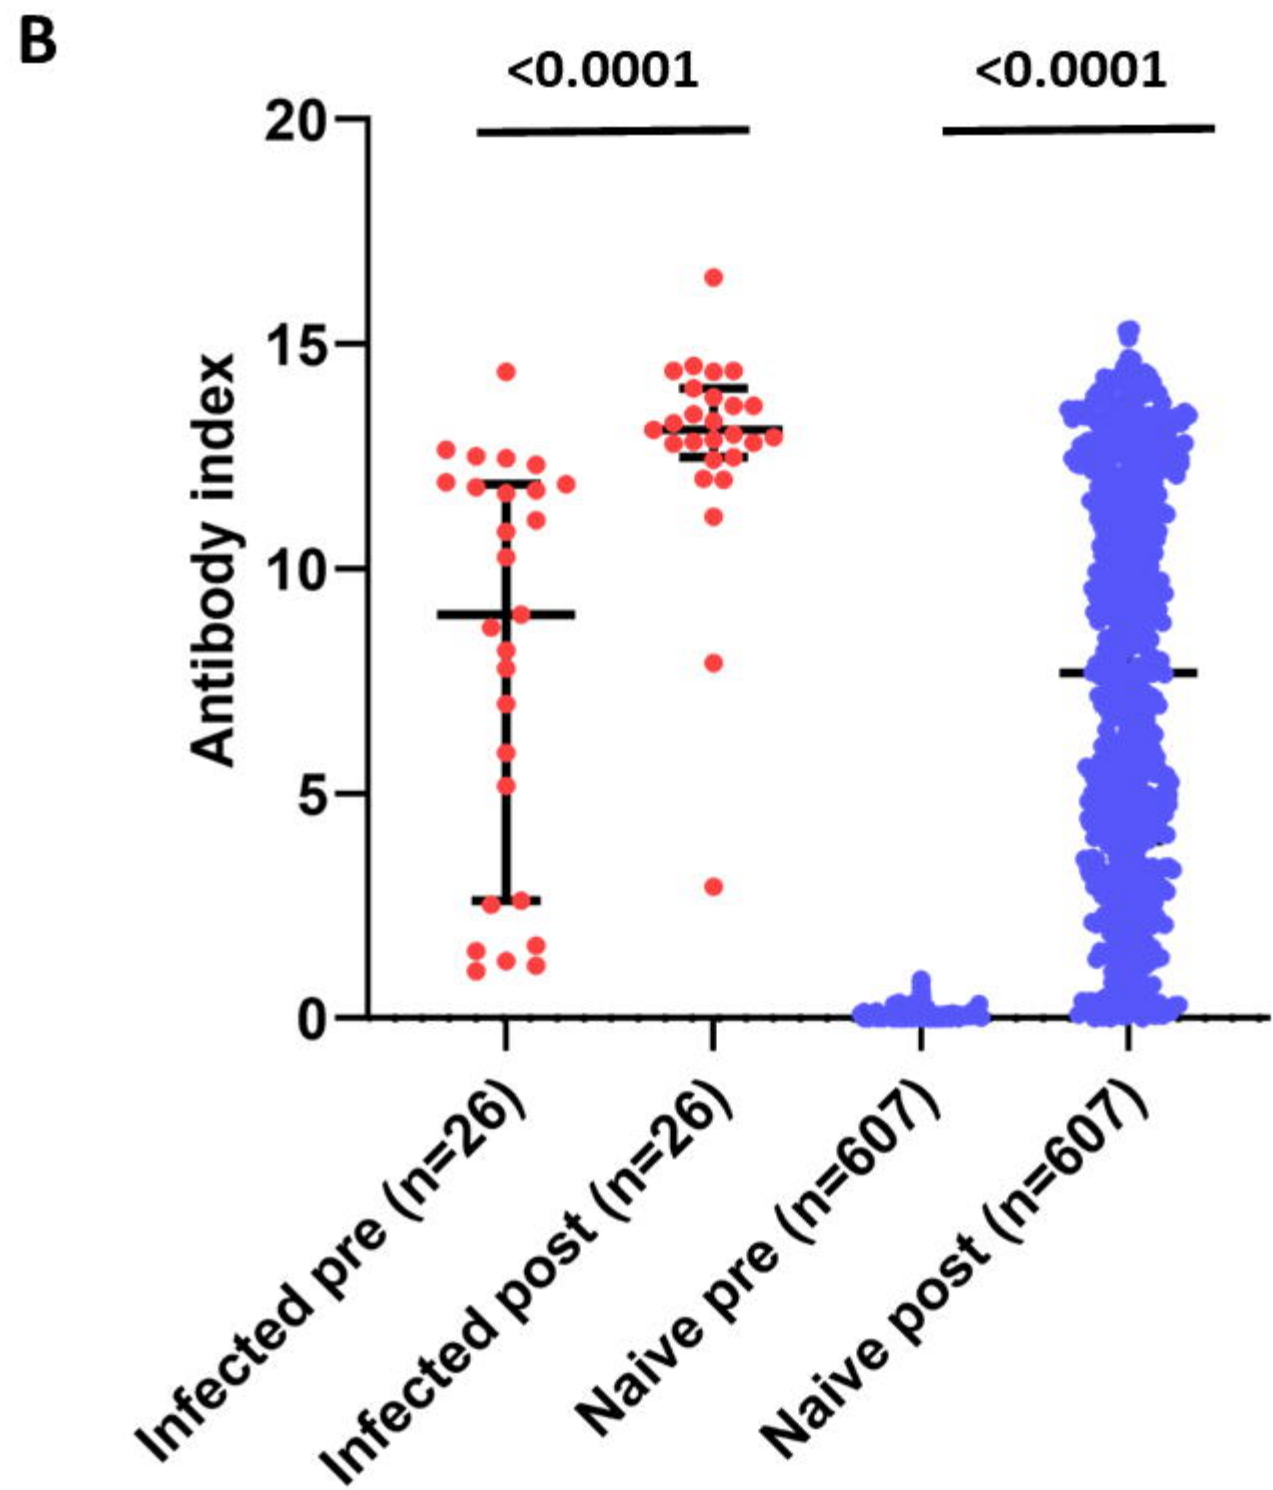 B
<0.0001
<0.0001
20
15
10
5
0
Antibody index
Infected pre (n=26)
Infected post (n=26)
Naive pre (n=607)
Naive post (n=607)